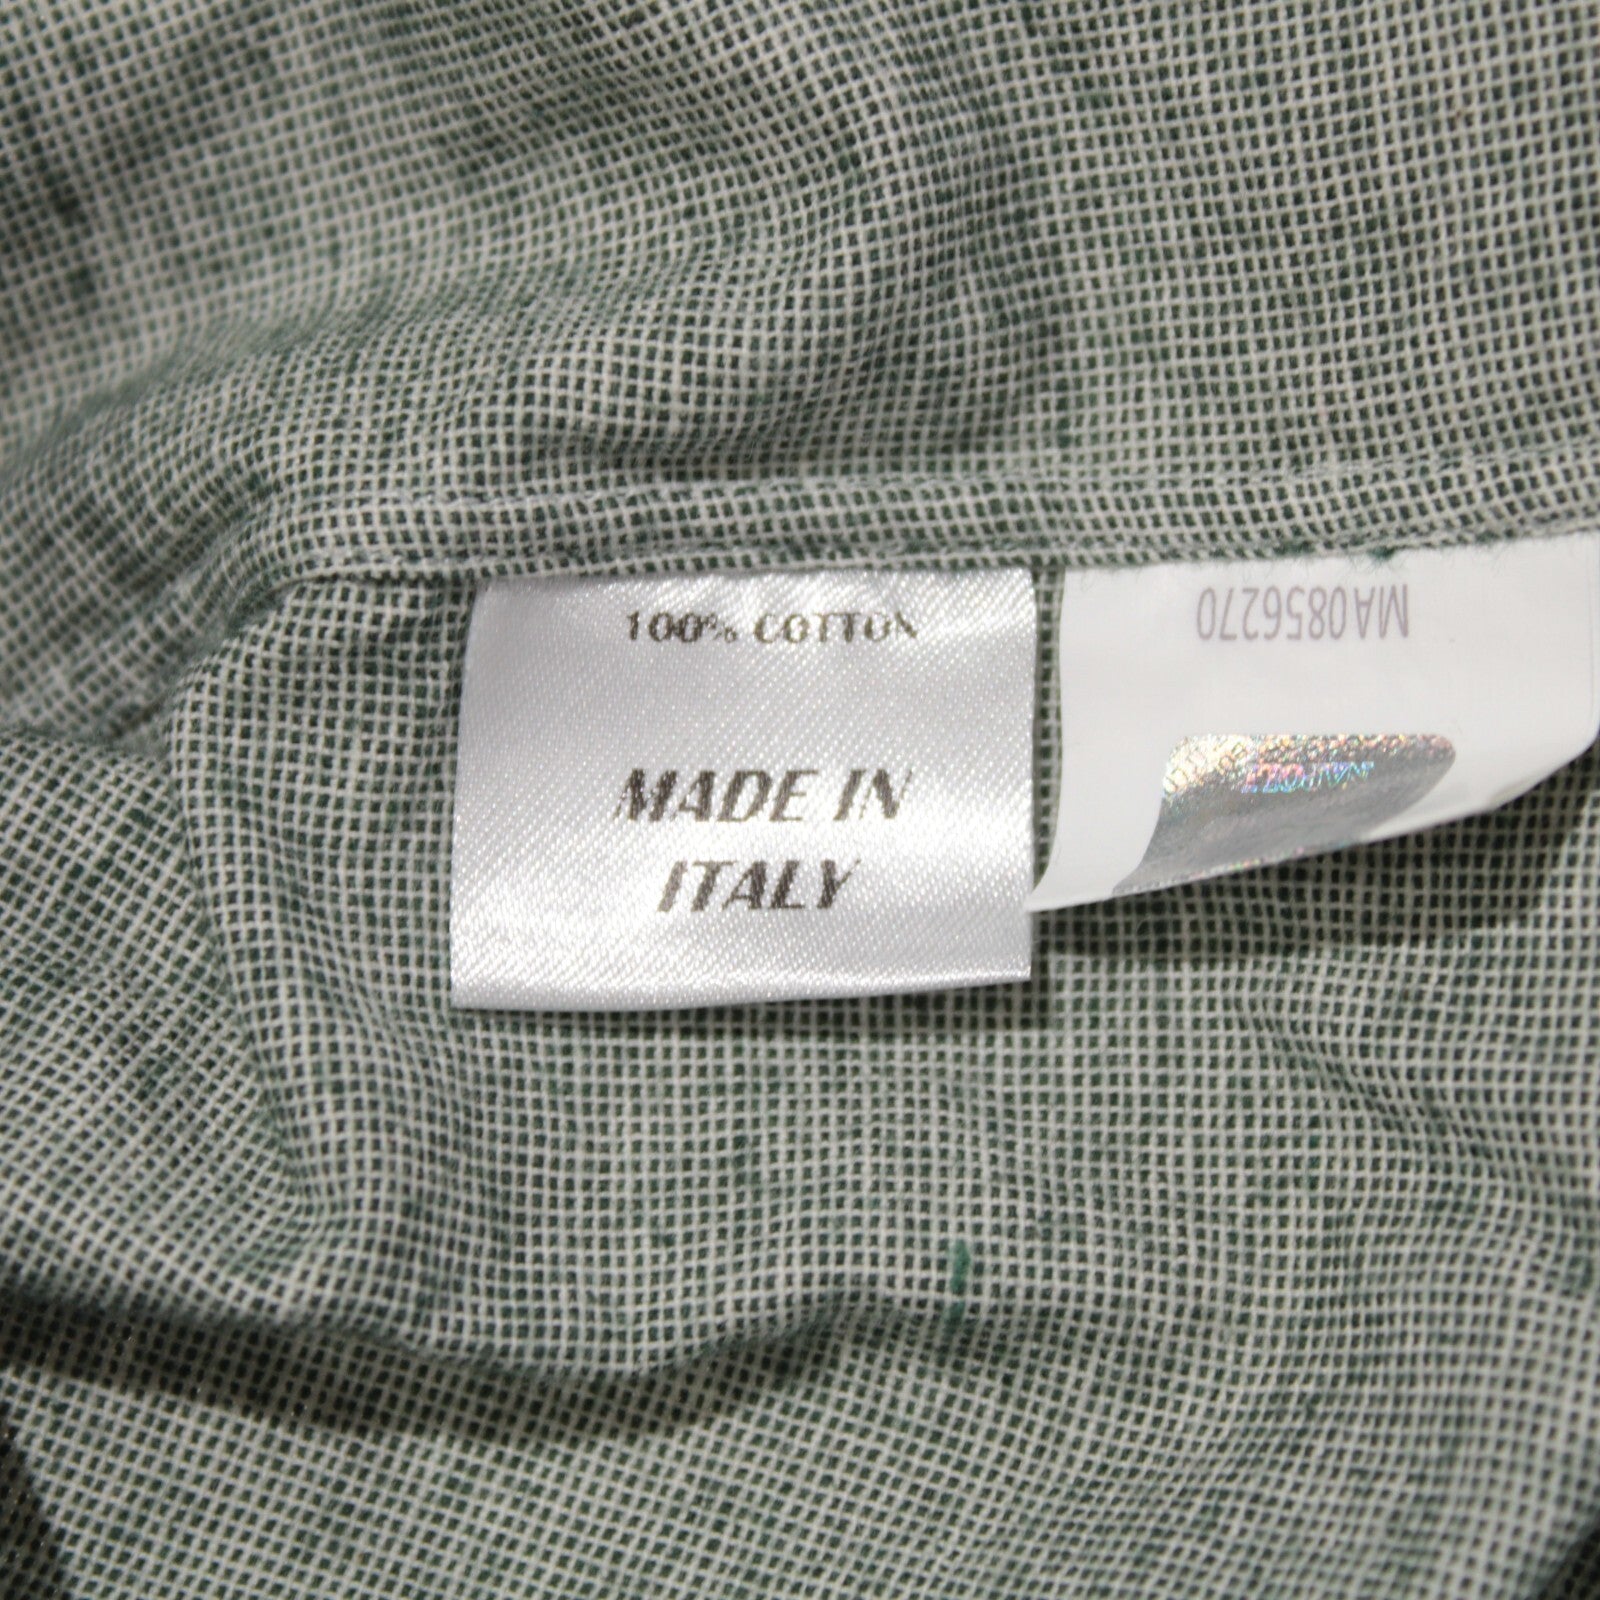 100% COTTON
MADE IN
ITALY
MA0856270